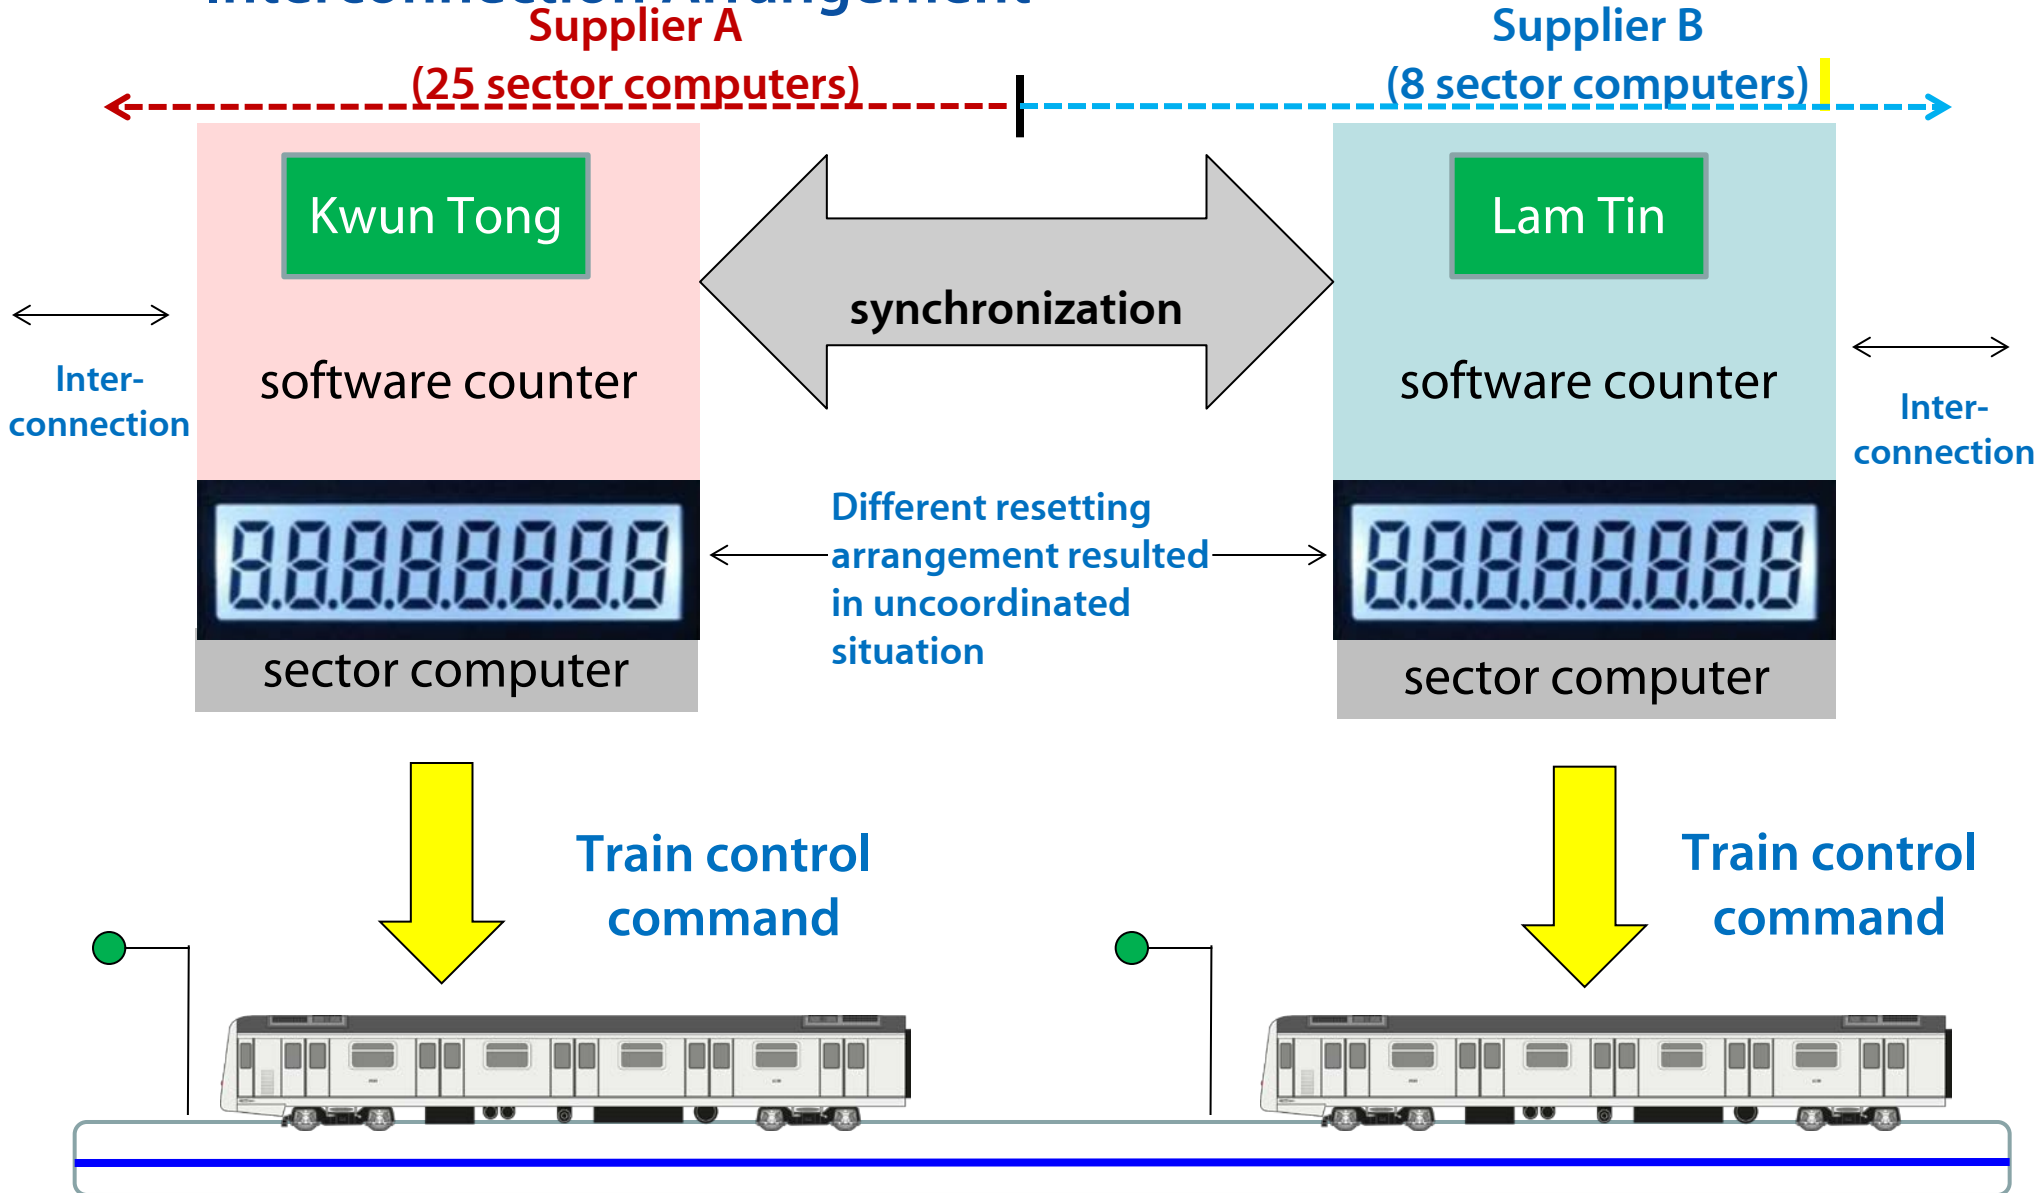 Interconnection Arrangement
Supplier A
(25 sector computers)
Supplier B
(8 sector computers)
Kwun Tong
Lam Tin
synchronization
software counter
software counter
Inter-
connection
Inter-
connection
Different resetting
arrangement resulted
in uncoordinated
situation
sector computer
sector computer
Train control
command
Train control
command